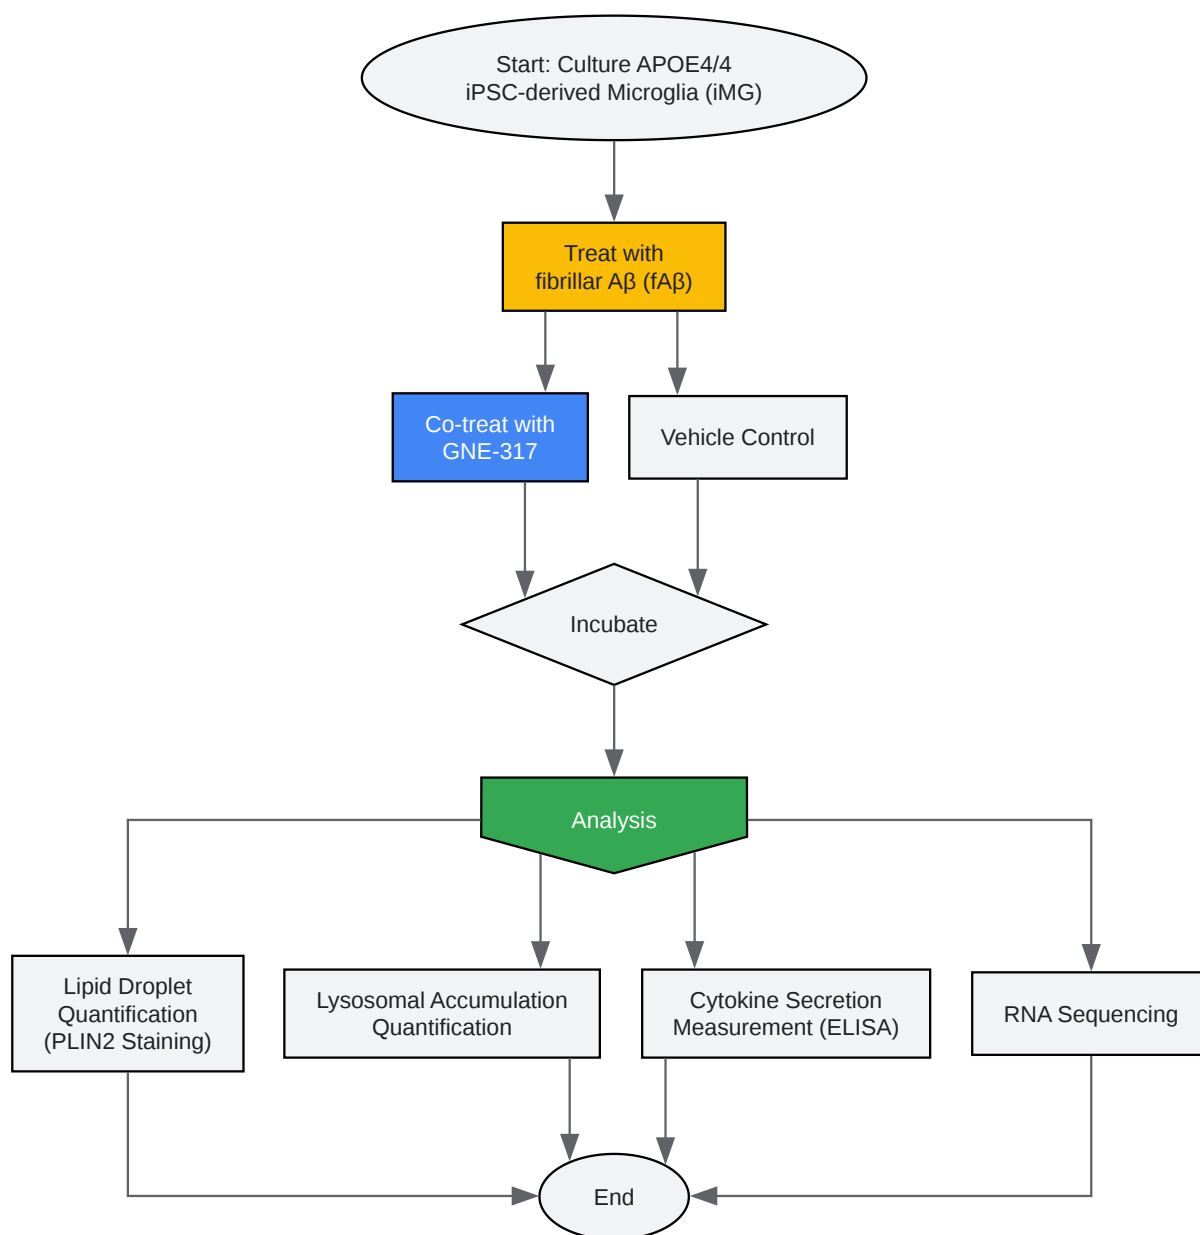 Start: Culture APOE4/4
iPSC-derived Microglia (iMG)
Treat with
fibrillar Aβ (fAβ)
Co-treat with
GNE-317
Vehicle Control
Incubate
Analysis
Lipid Droplet
Quantification
(PLIN2 Staining)
Lysosomal Accumulation
Quantification
Cytokine Secretion
Measurement (ELISA)
RNA Sequencing
End